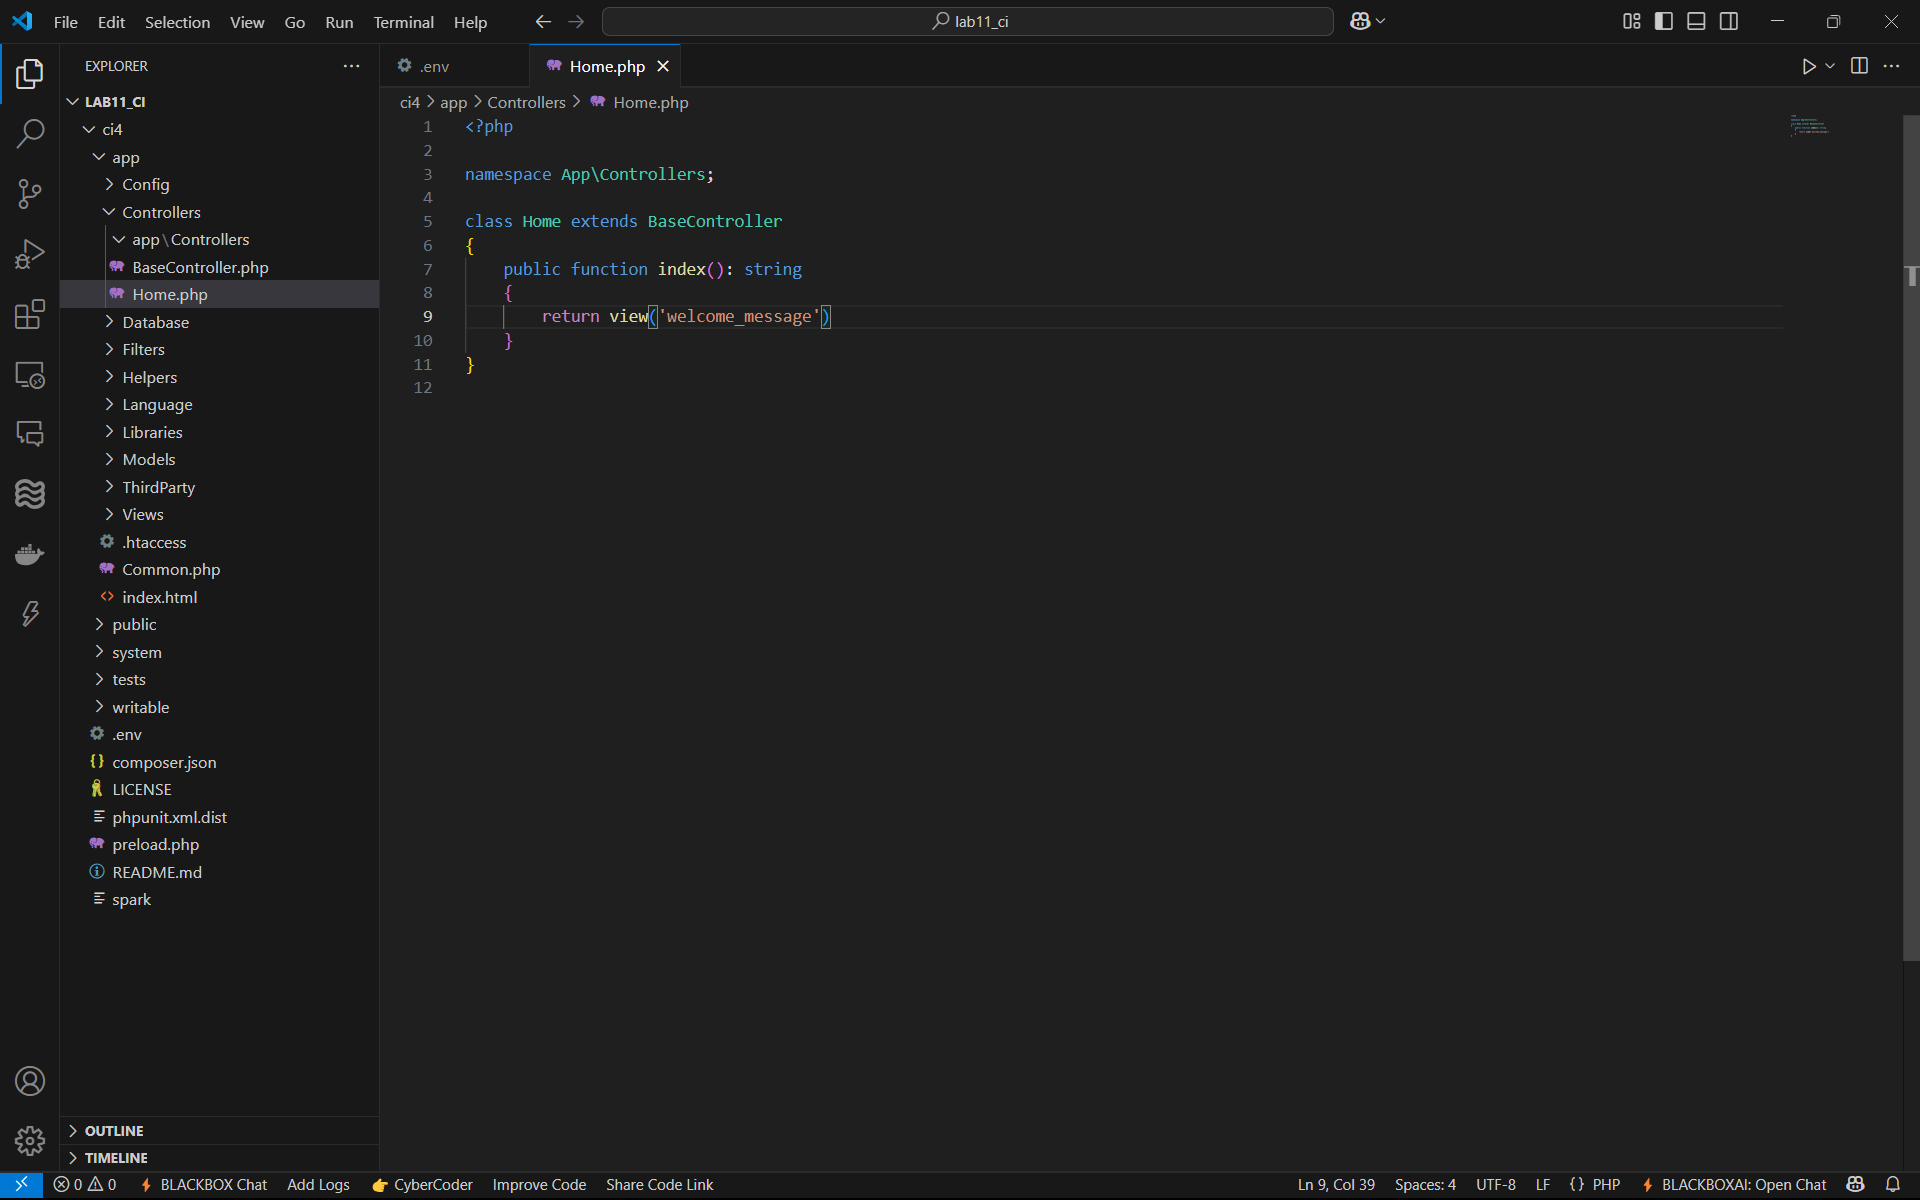 File Edit Selection View Go Run Terminal Help
lab11_ci
EXPLORER
LAB11_CI
ci4
app
Config
Controllers
app\Controllers
BaseController.php
Home.php
Database
Filters
Helpers
Language
Libraries
Models
ThirdParty
Views
.htaccess
Common.php
index.html
public
system
tests
writable
.env
composer.json
LICENSE
phpunit.xml.dist
preload.php
README.md
spark
OUTLINE
TIMELINE
.env
Home.php
ci4 > app > Controllers > Home.php
1 <?php
2
3 namespace App\Controllers;
4
5 class Home extends BaseController
6 {
7     public function index(): string
8     {
9         return view('welcome_message')
10     }
11 }
12
0 0 BLACKBOX Chat Add Logs CyberCoder Improve Code Share Code Link Ln 9, Col 39 Spaces: 4 UTF-8 LF {} PHP BLACKBOXAI: Open Chat